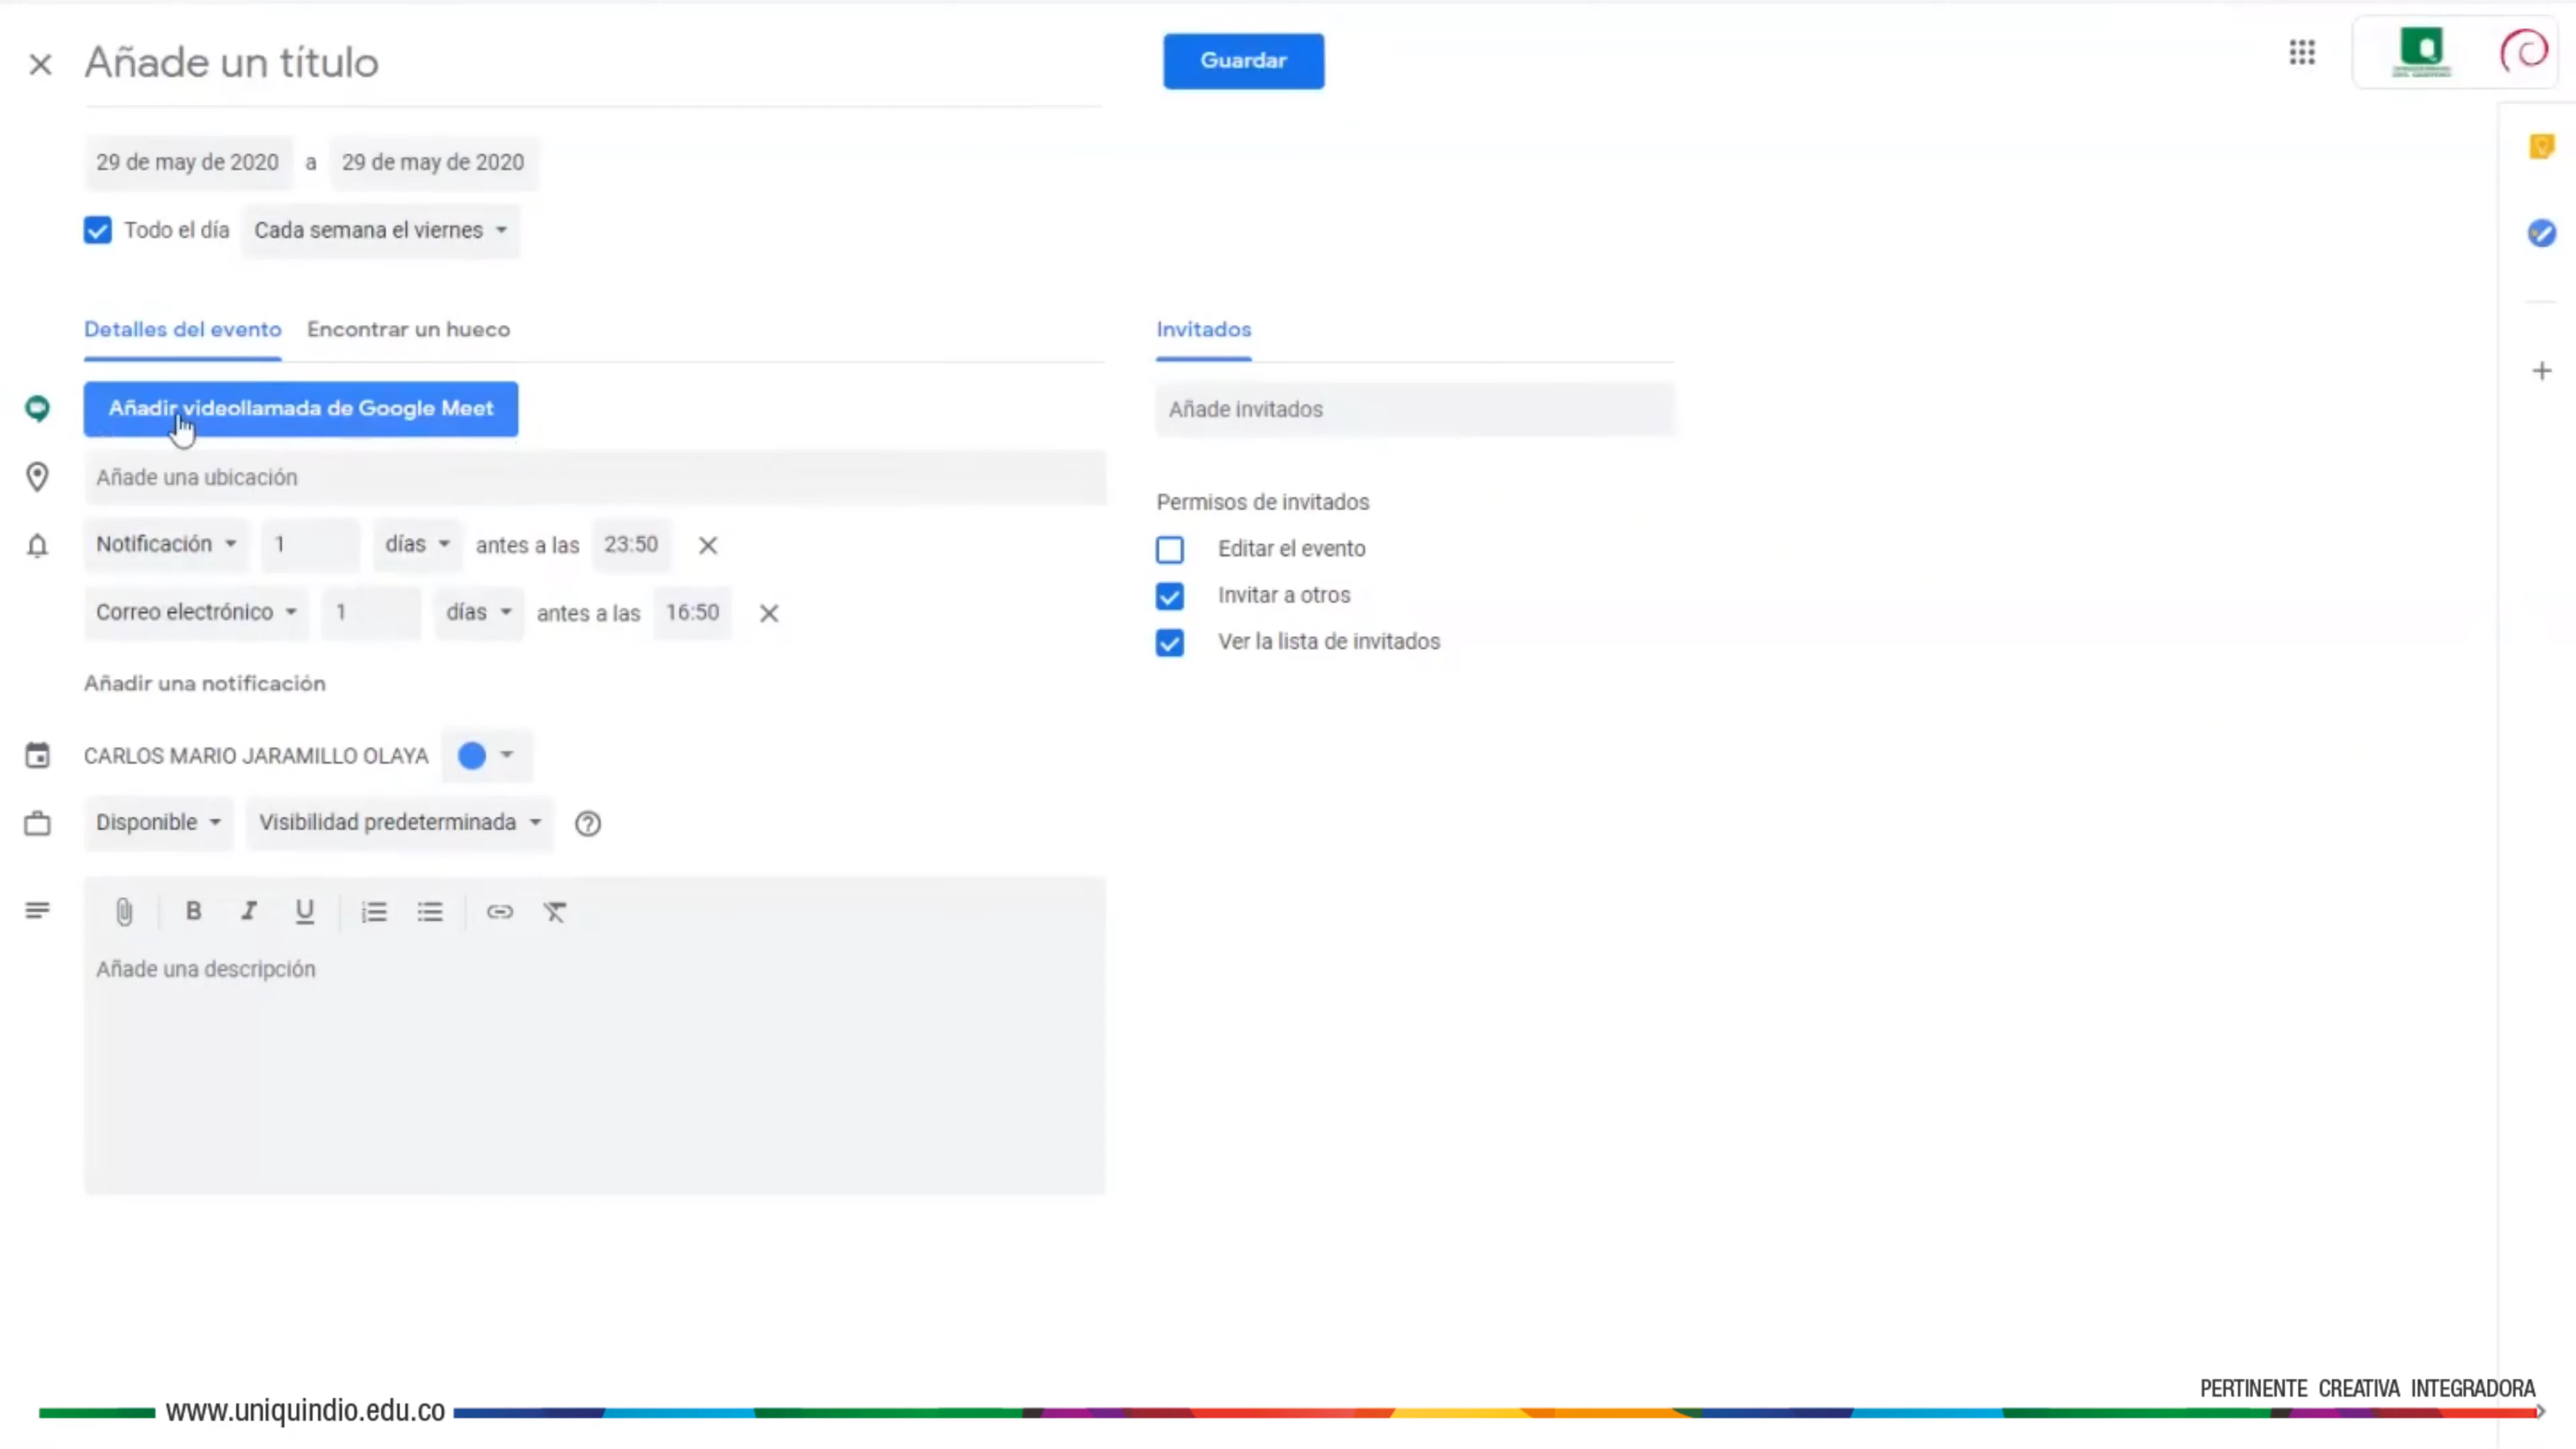 Añade un título
Guardar
29 de may de 2020 a 29 de may de 2020
Todo el día Cada semana el viernes
Detalles del evento Encontrar un hueco
Invitados
Añadir videollamada de Google Meet
Añade invitados
Añade una ubicación
Notificación 1 días antes a las 23:50
Correo electrónico 1 días antes a las 16:50
Añadir una notificación
Permisos de invitados
Editar el evento
Invitar a otros
Ver la lista de invitados
CARLOS MARIO JARAMILLO OLAYA
Disponible Visibilidad predeterminada
B I U
Añade una descripción
PERTINENTE CREATIVA INTEGRADORA
www.uniquindio.edu.co